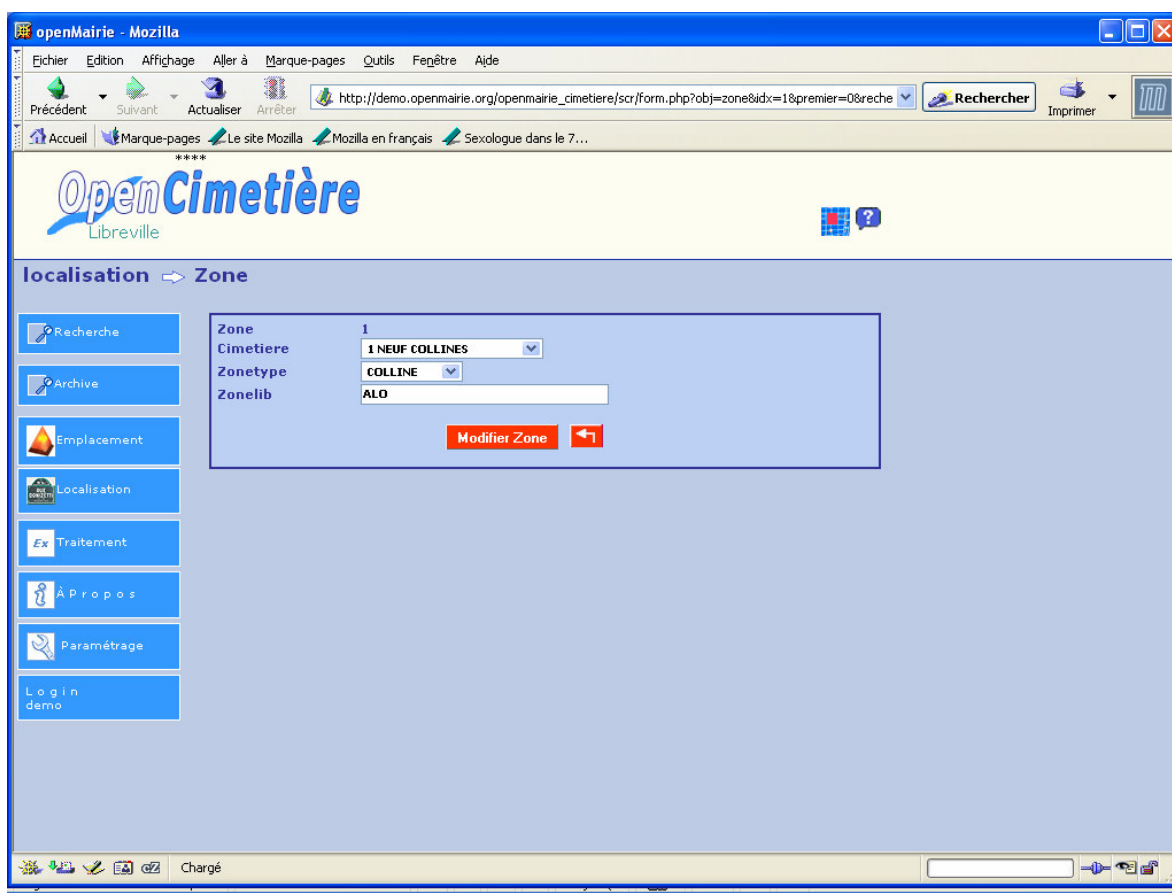 openMairie - Mozilla
Fichier Edition Affichage Aller à Marque-pages Outils Fenêtre Aide
Précédent Suivant Actualiser Arrêter http://demo.openmairie.org/openmairie_cimetiere/scr/form.php?obj=zone&idx=1&premier=0&reche Rechercher Imprimer
Accueil Marque-pages Le site Mozilla Mozilla en français Sexologue dans le 7...
****
OpenCimetière
Libreville
localisation Zone
Recherche
Archive
Emplacement
Localisation
Ex Traitement
À Propos
Paramétrage
Login
demo
Zone 1
Cimetiere 1 NEUF COLLINES
Zonetype COLLINE
Zonelib ALO
Modifier Zone
Chargé